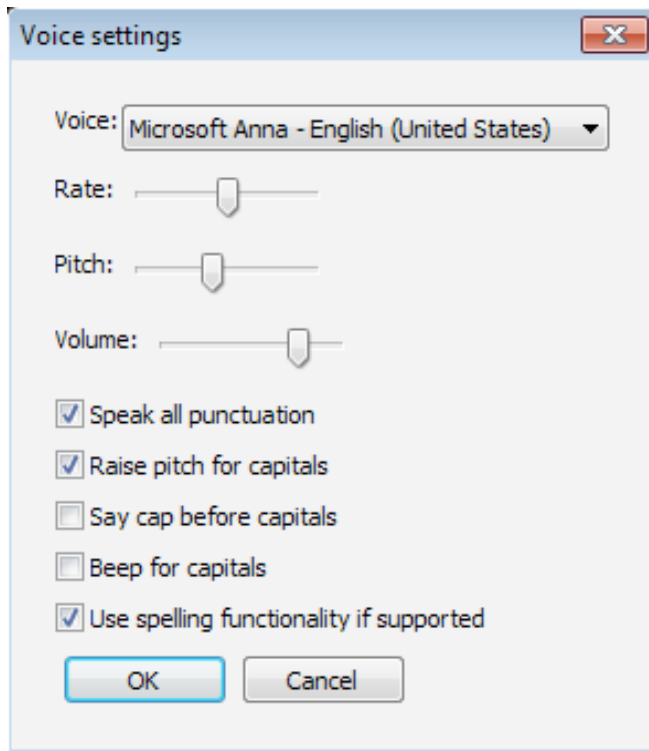 Voice settings
Voice: Microsoft Anna - English (United States)
Rate:
Pitch:
Volume:
Speak all punctuation
Raise pitch for capitals
Say cap before capitals
Beep for capitals
Use spelling functionality if supported
OK Cancel